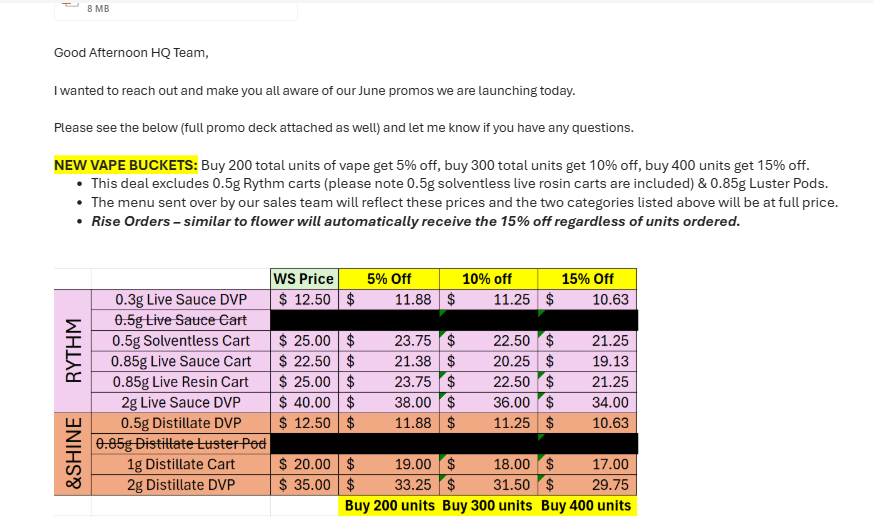 8 MB
Good Afternoon HQ Team,
I wanted to reach out and make you all aware of our June promos we are launching today.
Please see the below (full promo deck attached as well) and let me know if you have any questions.
NEW VAPE BUCKETS: Buy 200 total units of vape get 5% off, buy 300 total units get 10% off, buy 400 units get 15% off.
• This deal excludes 0.5g Rythm carts (please note 0.5g solventless live rosin carts are included) & 0.85g Luster Pods.
• The menu sent over by our sales team will reflect these prices and the two categories listed above will be at full price.
• Rise Orders – similar to flower will automatically receive the 15% off regardless of units ordered.
WS Price 5% Off 10% off 15% Off
RYTHM
0.3g Live Sauce DVP $ 12.50 $ 11.88 $ 11.25 $ 10.63
0.5g Live Sauce Cart
0.5g Solventless Cart $ 25.00 $ 23.75 $ 22.50 $ 21.25
0.85g Live Sauce Cart $ 22.50 $ 21.38 $ 20.25 $ 19.13
0.85g Live Resin Cart $ 25.00 $ 23.75 $ 22.50 $ 21.25
2g Live Sauce DVP $ 40.00 $ 38.00 $ 36.00 $ 34.00
&SHINE
0.5g Distillate DVP $ 12.50 $ 11.88 $ 11.25 $ 10.63
0.85g Distillate Luster Pod
1g Distillate Cart $ 20.00 $ 19.00 $ 18.00 $ 17.00
2g Distillate DVP $ 35.00 $ 33.25 $ 31.50 $ 29.75
Buy 200 units Buy 300 units Buy 400 units